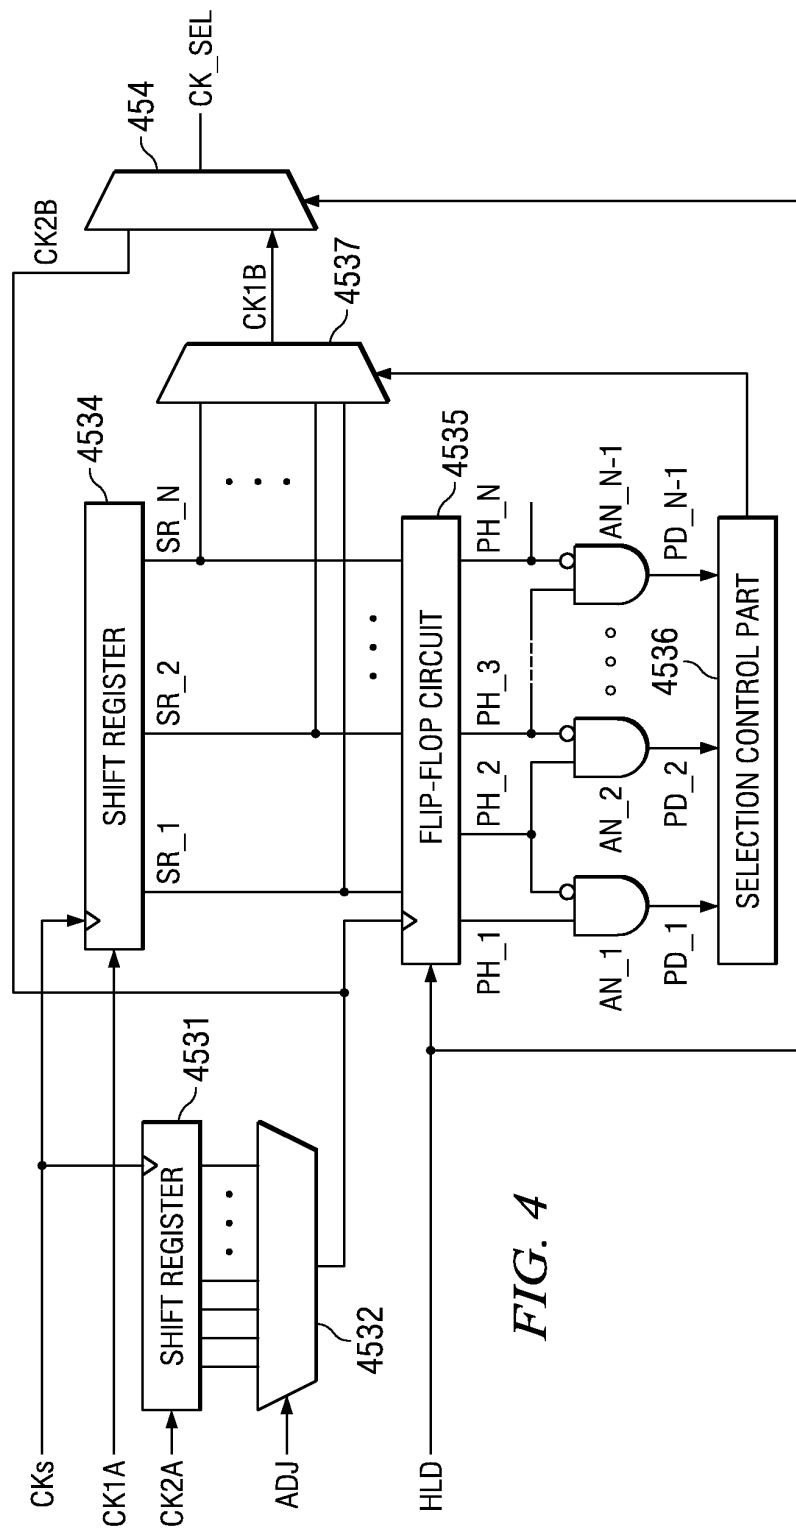 CKs
CK1A
CK2A
ADJ
HLD
SHIFT REGISTER
4531
4532
SHIFT REGISTER
4534
SR_1
SR_2
SR_N
CK2B
454
CK_SEL
CK1B
4537
FLIP-FLOP CIRCUIT
4535
PH_1
PH_2
PH_3
PH_N
AN_1
AN_2
AN_N-1
PD_1
PD_2
PD_N-1
4536
SELECTION CONTROL PART
FIG. 4